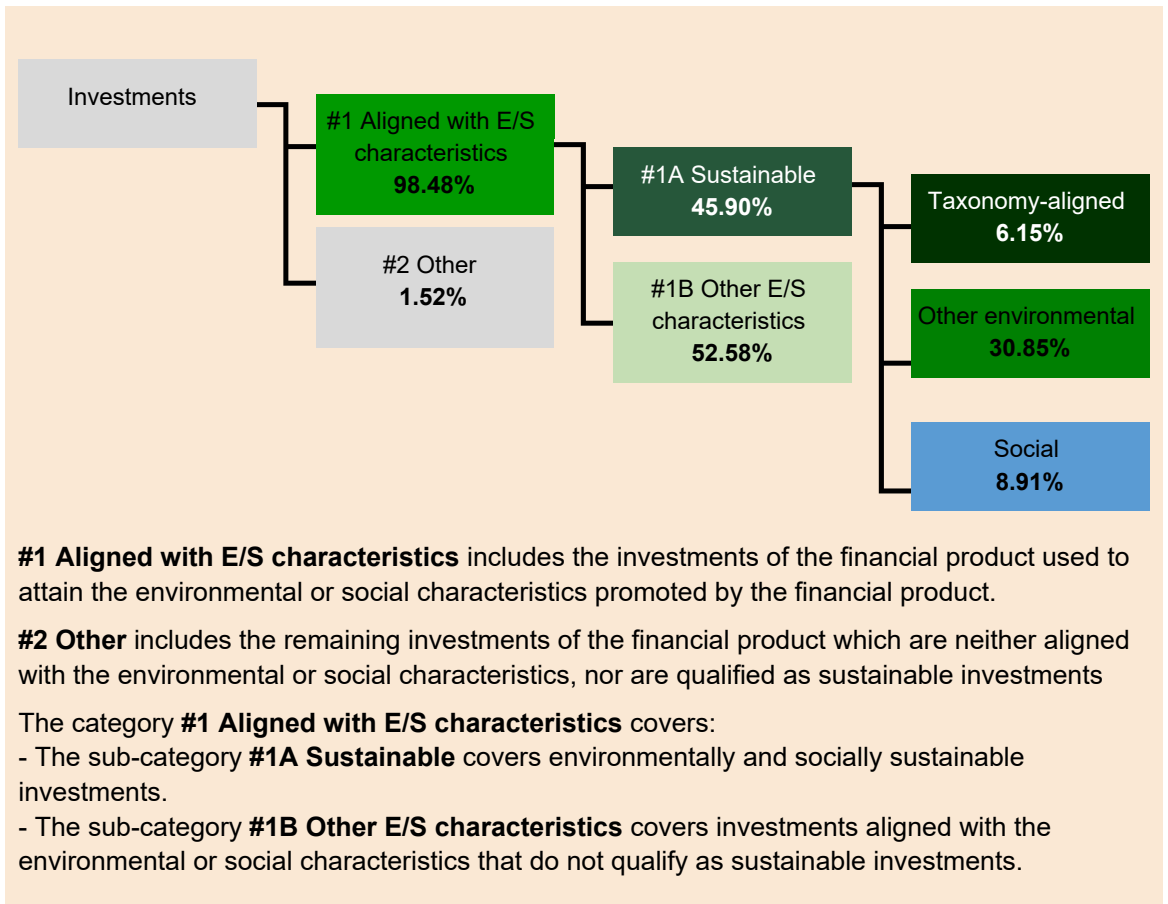 Investments
#1 Aligned with E/S
characteristics
98.48%
#2 Other
1.52%
#1A Sustainable
45.90%
#1B Other E/S
characteristics
52.58%
Taxonomy-aligned
6.15%
Other environmental
30.85%
Social
8.91%
#1 Aligned with E/S characteristics includes the investments of the financial product used to
attain the environmental or social characteristics promoted by the financial product.
#2 Other includes the remaining investments of the financial product which are neither aligned
with the environmental or social characteristics, nor are qualified as sustainable investments
The category #1 Aligned with E/S characteristics covers:
- The sub-category #1A Sustainable covers environmentally and socially sustainable
investments.
- The sub-category #1B Other E/S characteristics covers investments aligned with the
environmental or social characteristics that do not qualify as sustainable investments.